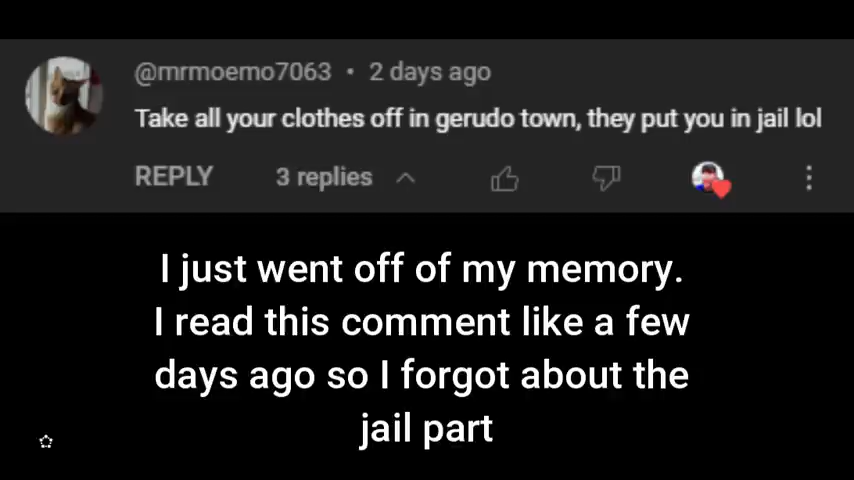 @mrmoemo7063 • 2 days ago
Take all your clothes off in gerudo town, they put you in jail lol
REPLY 3 replies
I just went off of my memory.
I read this comment like a few
days ago so I forgot about the
jail part